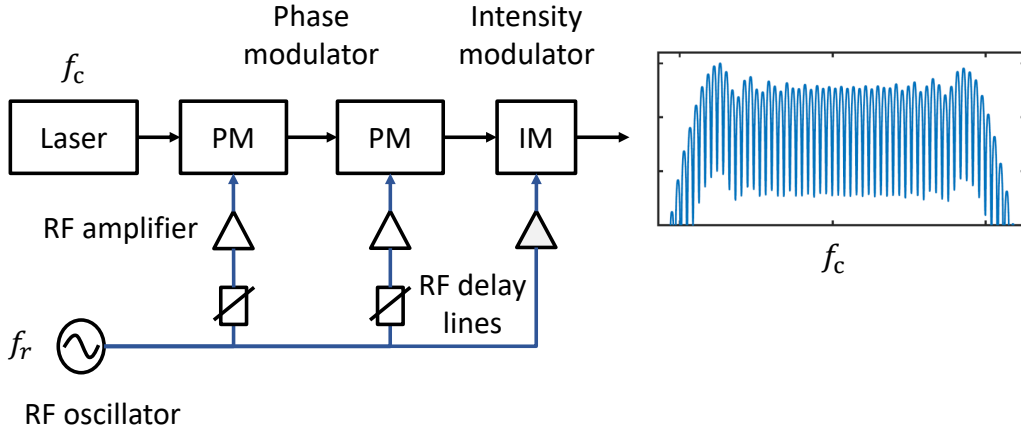 Phase
modulator
Intensity
modulator
f_c
Laser
PM
PM
IM
RF amplifier
RF delay
lines
f_r
RF oscillator
f_c